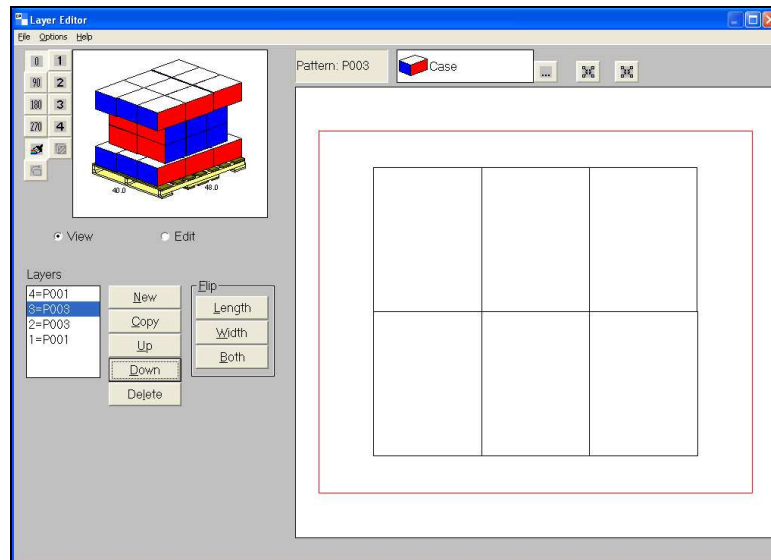 Layer Editor
File Options Help
0 1
90 2
180 3
270 4
40.0 48.0
Pattern: P003
Case
...
View Edit
Layers
4=P001
3=P003
2=P003
1=P001
New
Copy
Up
Down
Delete
Flip
Length
Width
Both